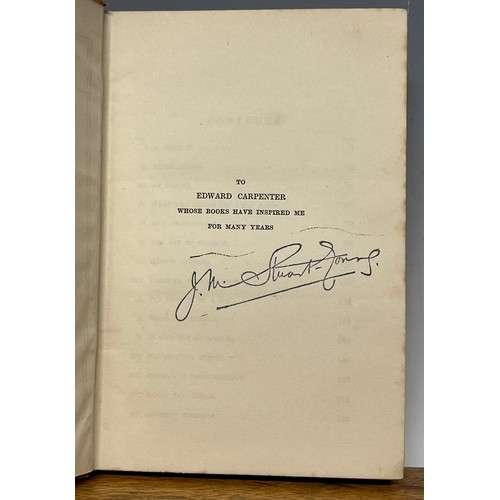 TO
EDWARD CARPENTER
WHOSE BOOKS HAVE INSPIRED ME
FOR MANY YEARS
J. M. Stuart-Young.